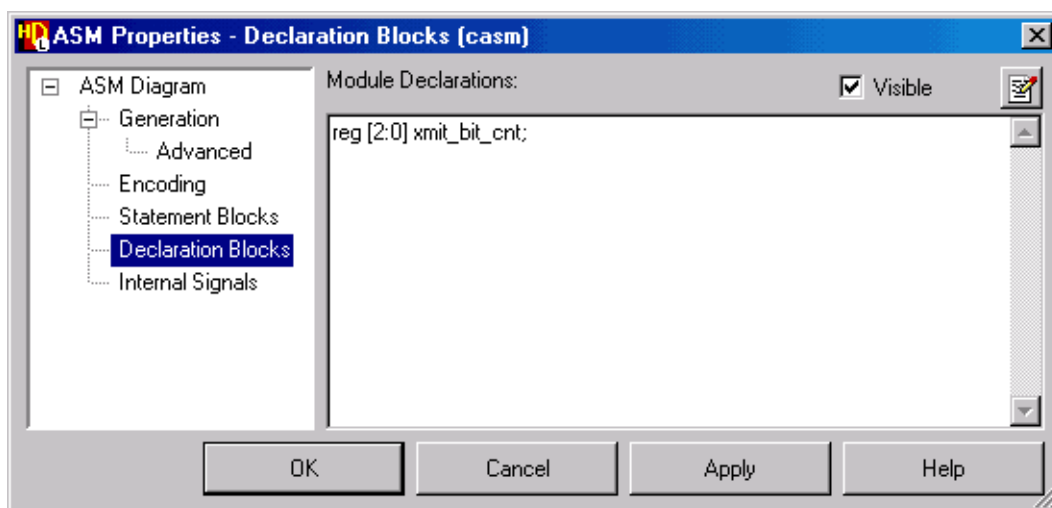 HDL ASM Properties - Declaration Blocks (casm)
ASM Diagram
Generation
Advanced
Encoding
Statement Blocks
Declaration Blocks
Internal Signals
Module Declarations:
Visible
reg [2:0] xmit_bit_cnt;
OK
Cancel
Apply
Help